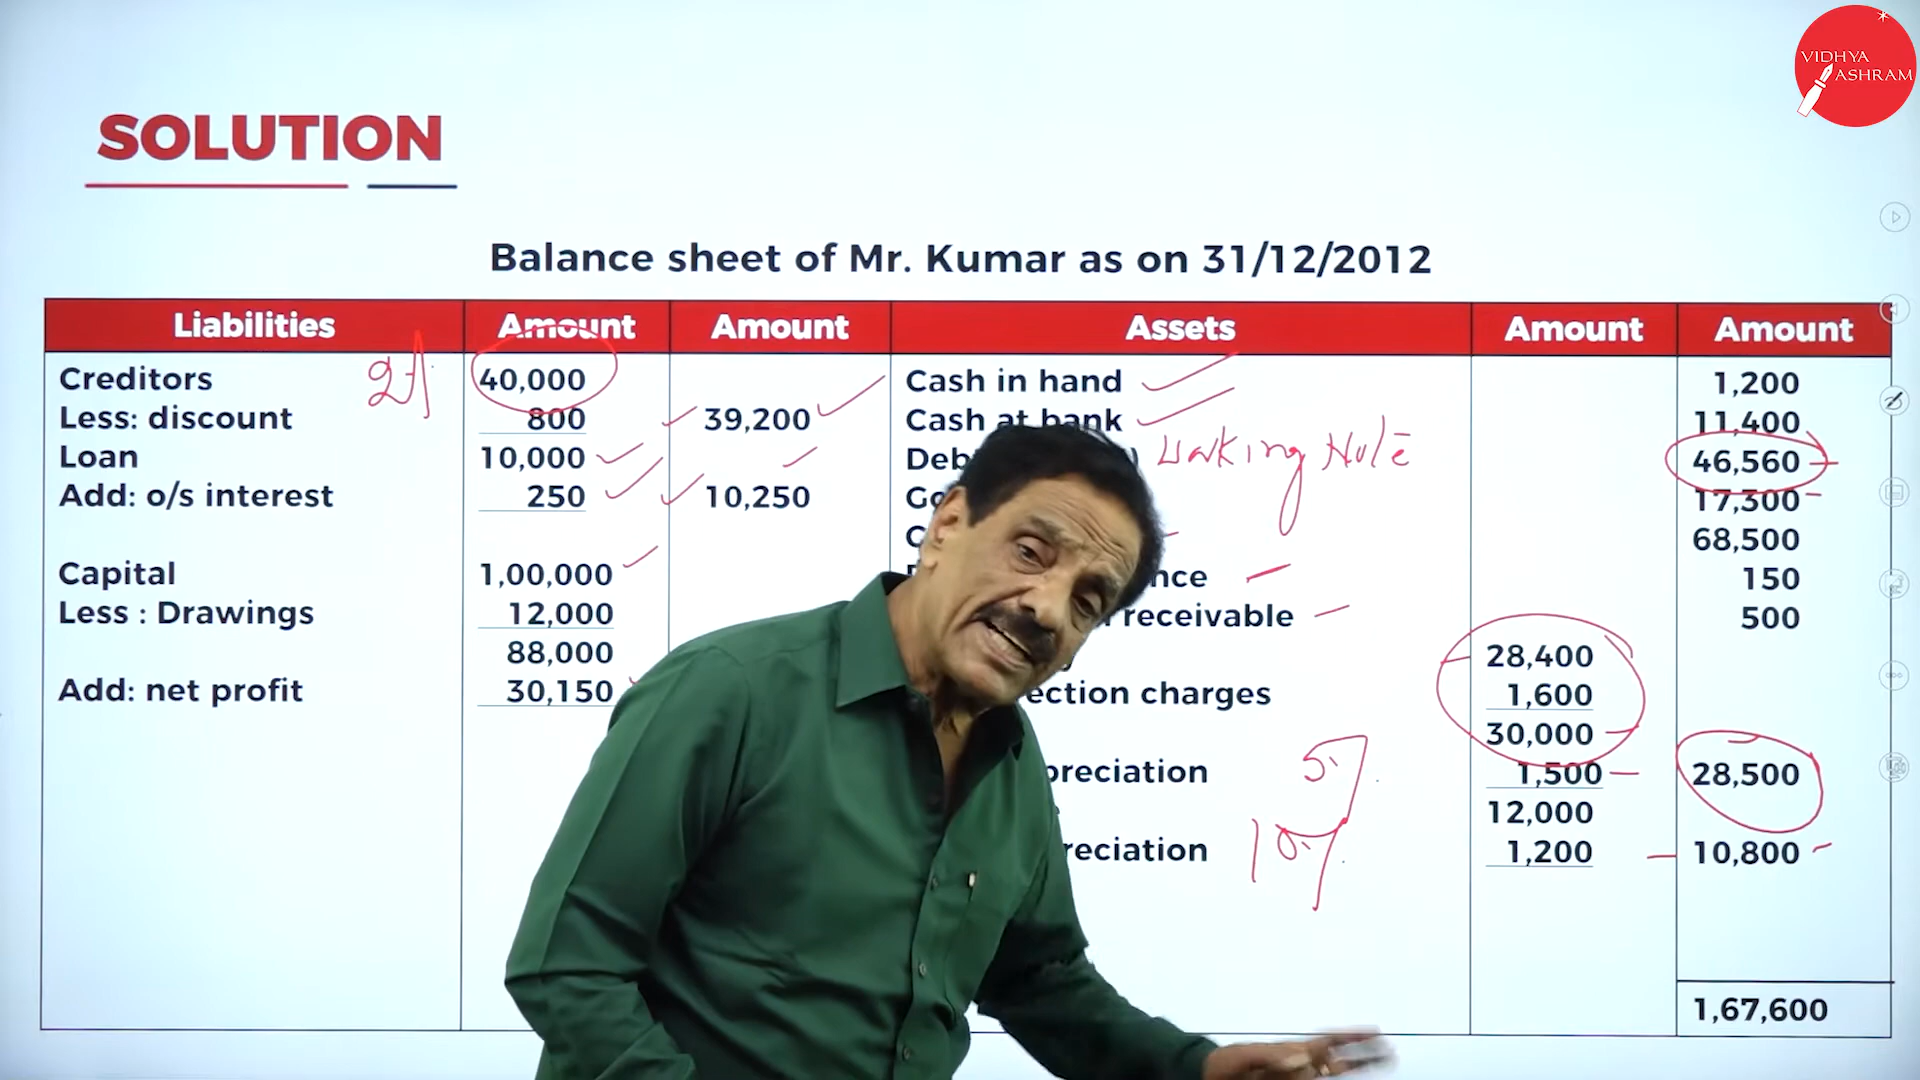 VIDHYA
ASHRAM
SOLUTION
Balance sheet of Mr. Kumar as on 31/12/2012
Liabilities Amount Amount Assets Amount Amount
Creditors 2% 40,000 Cash in hand 1,200
Less: discount 800 39,200 Cash at bank 11,400
Loan 10,000 Working Note 46,560
Add: o/s interest 250 10,250 17,300
68,500
Capital 1,00,000 150
Less : Drawings 12,000 receivable 500
88,000 28,400
Add: net profit 30,150 charges 1,600
30,000
5% 1,500 28,500
12,000
10% 1,200 10,800
1,67,600